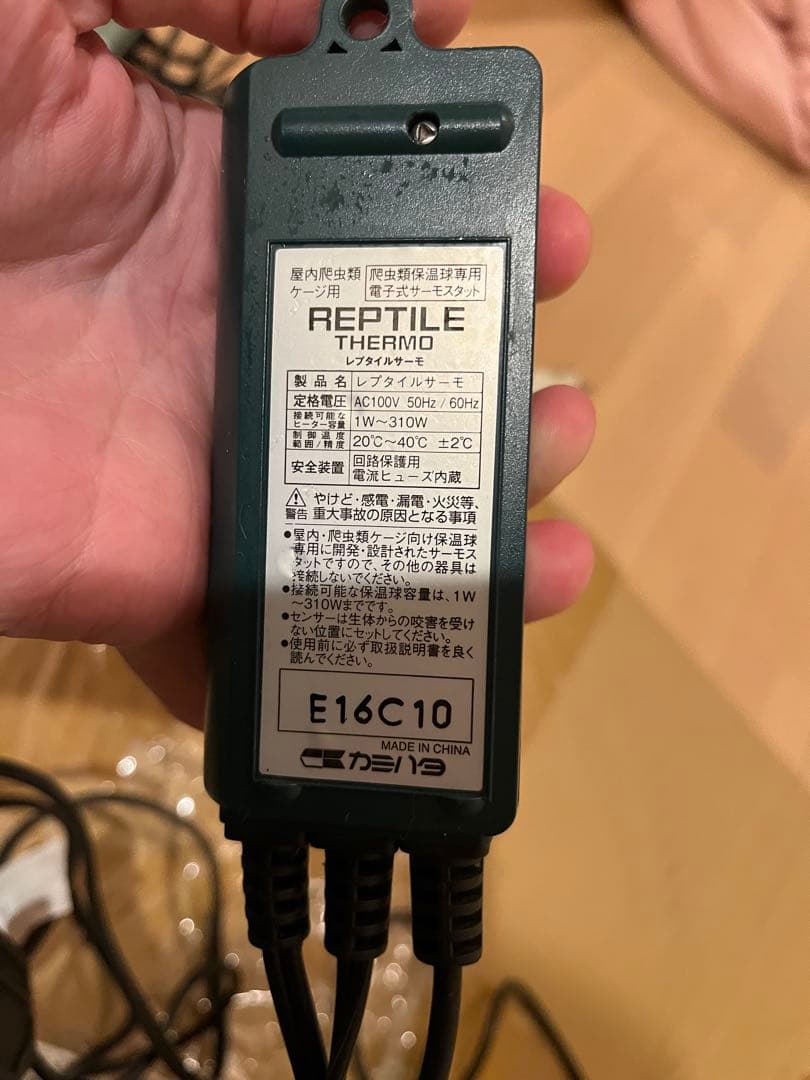 屋内爬虫類 爬虫類保温球専用
ケージ用 電子式サーモスタット
REPTILE
THERMO
レプタイルサーモ
製品名 レプタイルサーモ
定格電圧 AC100V 50Hz / 60Hz
接続可能な
ヒーター容量 1W〜310W
制御温度
範囲/精度 20℃〜40℃ ±2℃
安全装置 回路保護用
電流ヒューズ内蔵
やけど・感電・漏電・火災等、
警告 重大事故の原因となる事項
●屋内・爬虫類ケージ向け保温球
専用に開発・設計されたサーモス
タットですので、その他の器具は
接続しないでください。
●接続可能な保温球容量は、1W
〜310Wまでです。
●センサーは生体からの咬害を受け
ない位置にセットしてください。
●使用前に必ず取扱説明書を良く
読んでください。
E16C10
MADE IN CHINA
カミハタ